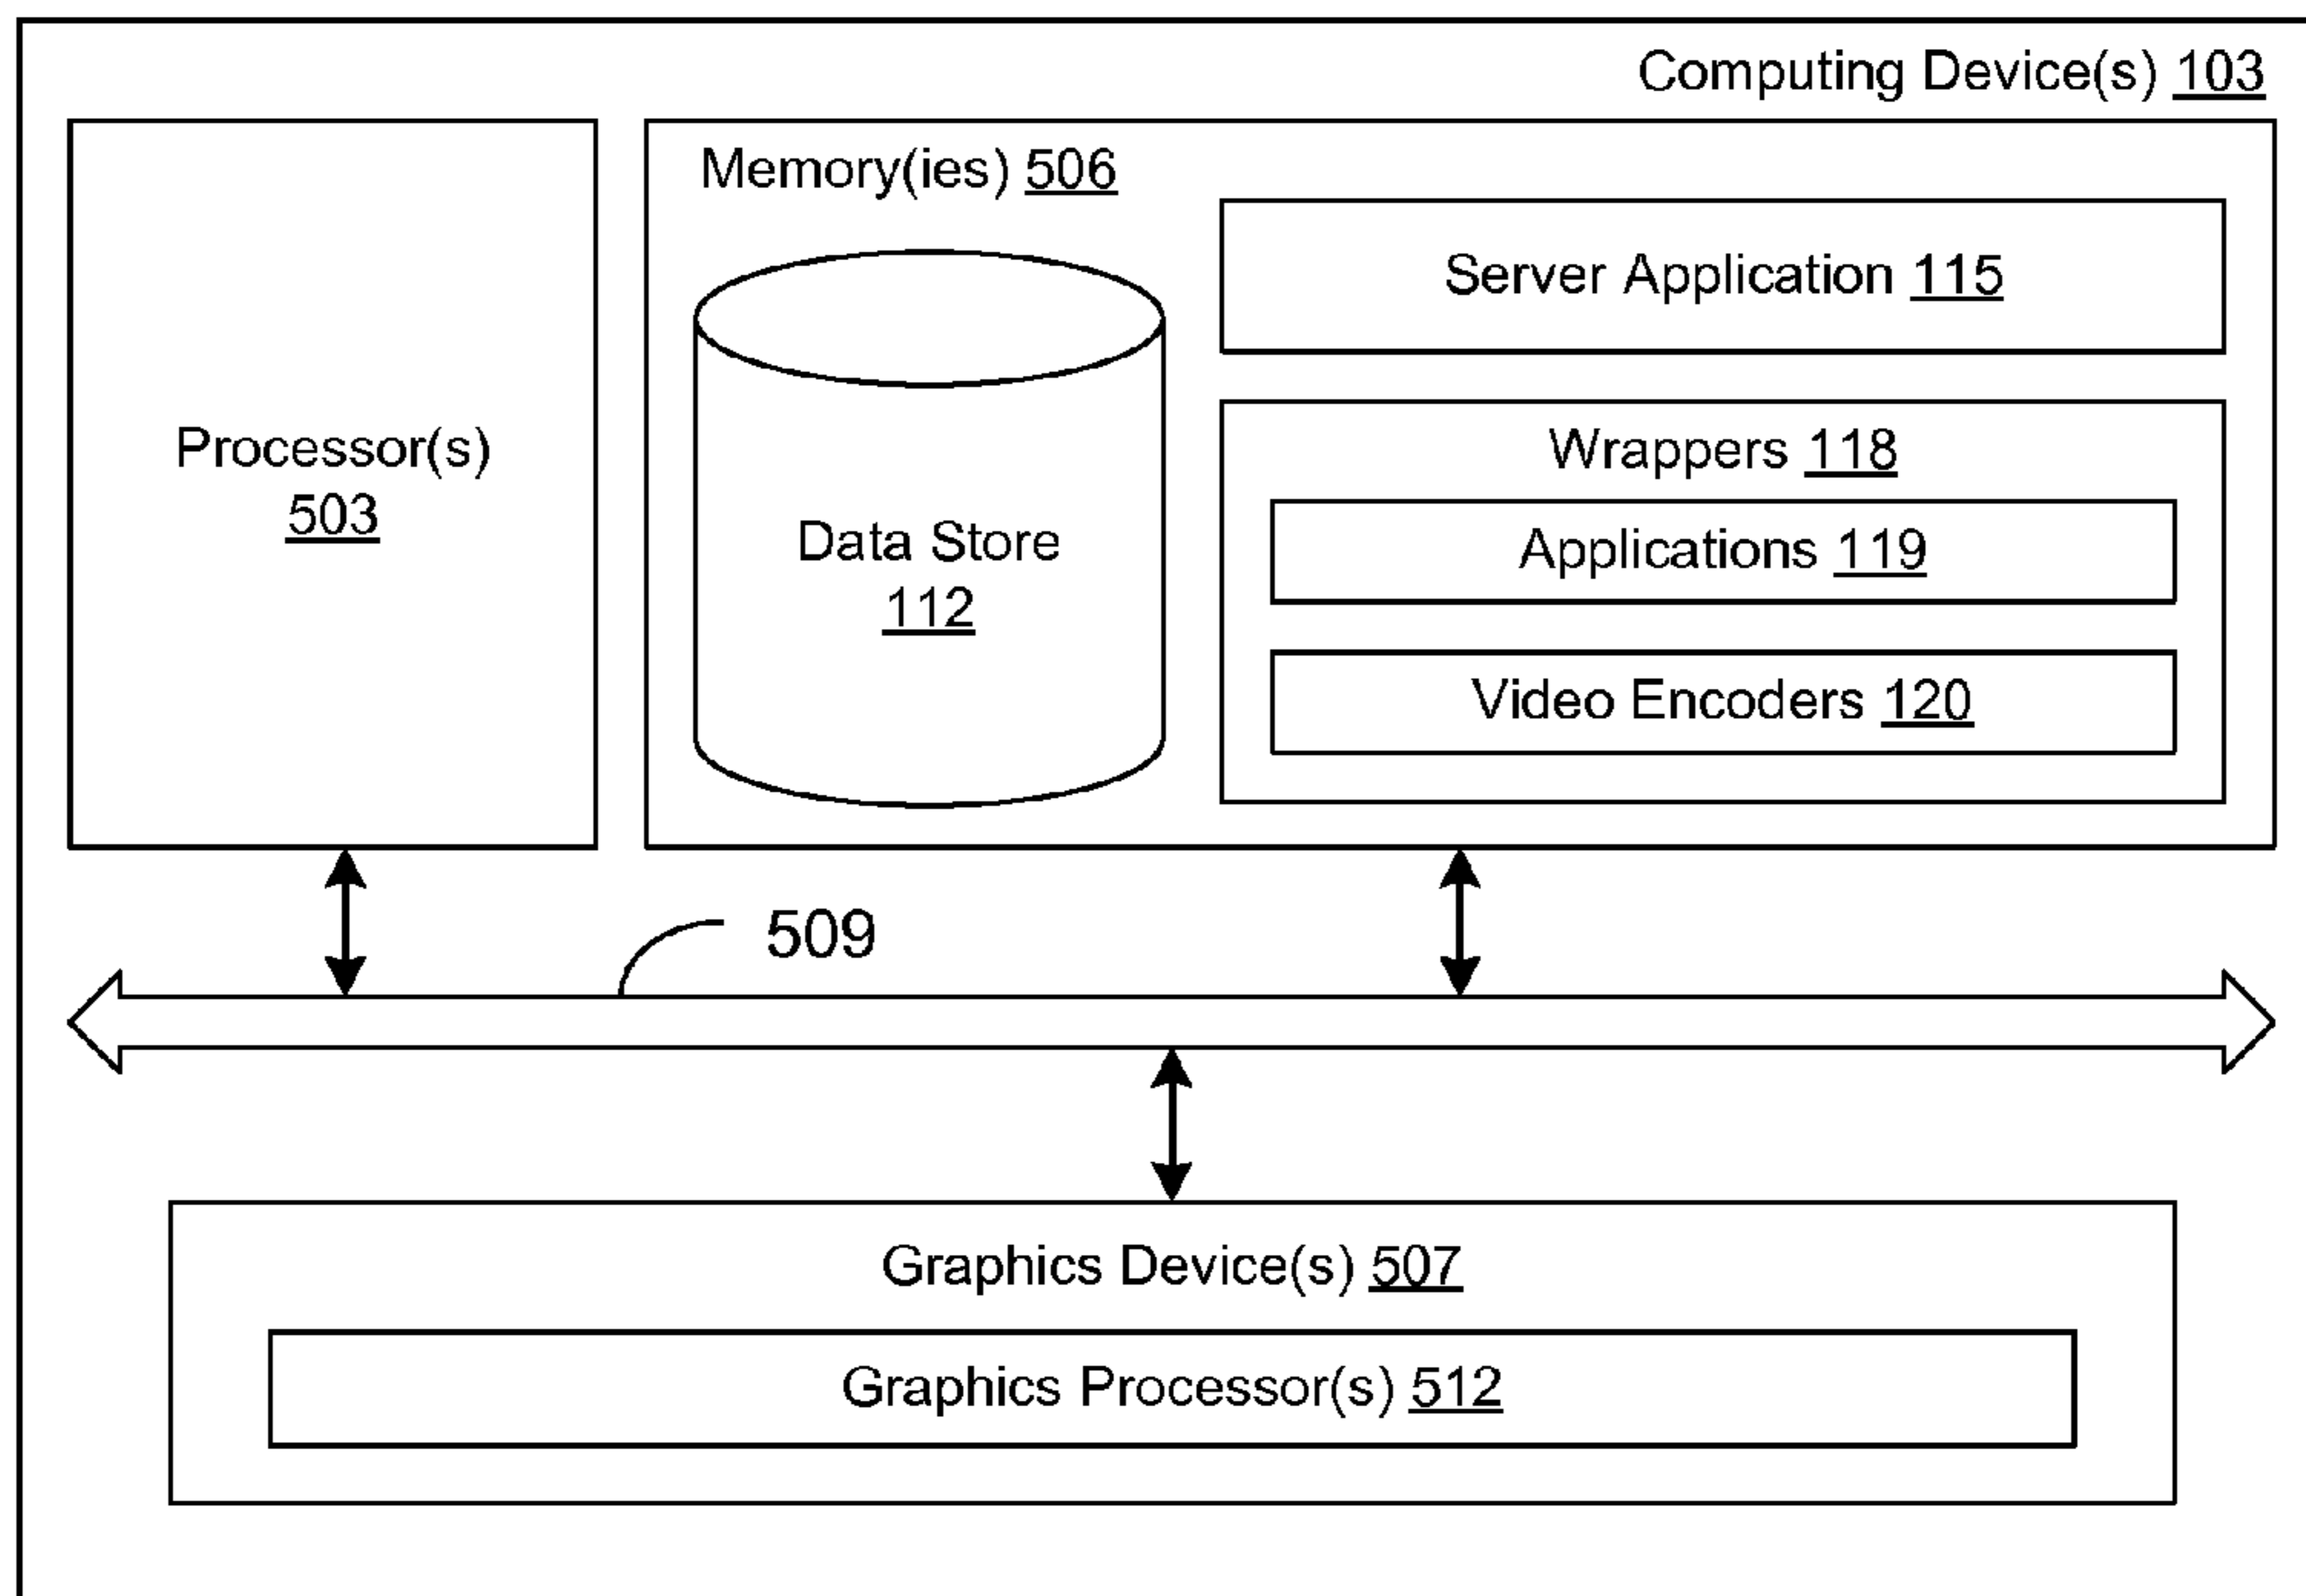 Computing Device(s) 103
Processor(s)
503
Memory(ies) 506
Data Store
112
Server Application 115
Wrappers 118
Applications 119
Video Encoders 120
509
Graphics Device(s) 507
Graphics Processor(s) 512